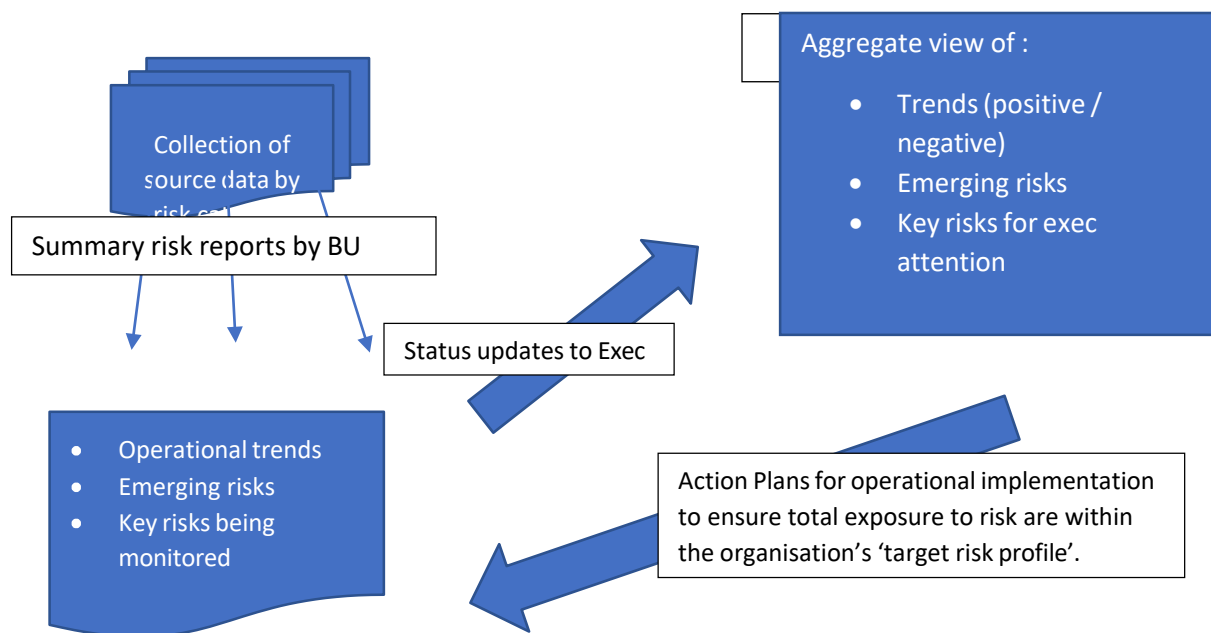 Collection of
source data by
risk
Summary risk reports by BU
Aggregate view of :
• Trends (positive /
negative)
• Emerging risks
• Key risks for exec
attention
Status updates to Exec
• Operational trends
• Emerging risks
• Key risks being
monitored
Action Plans for operational implementation
to ensure total exposure to risk are within
the organisation’s ‘target risk profile’.